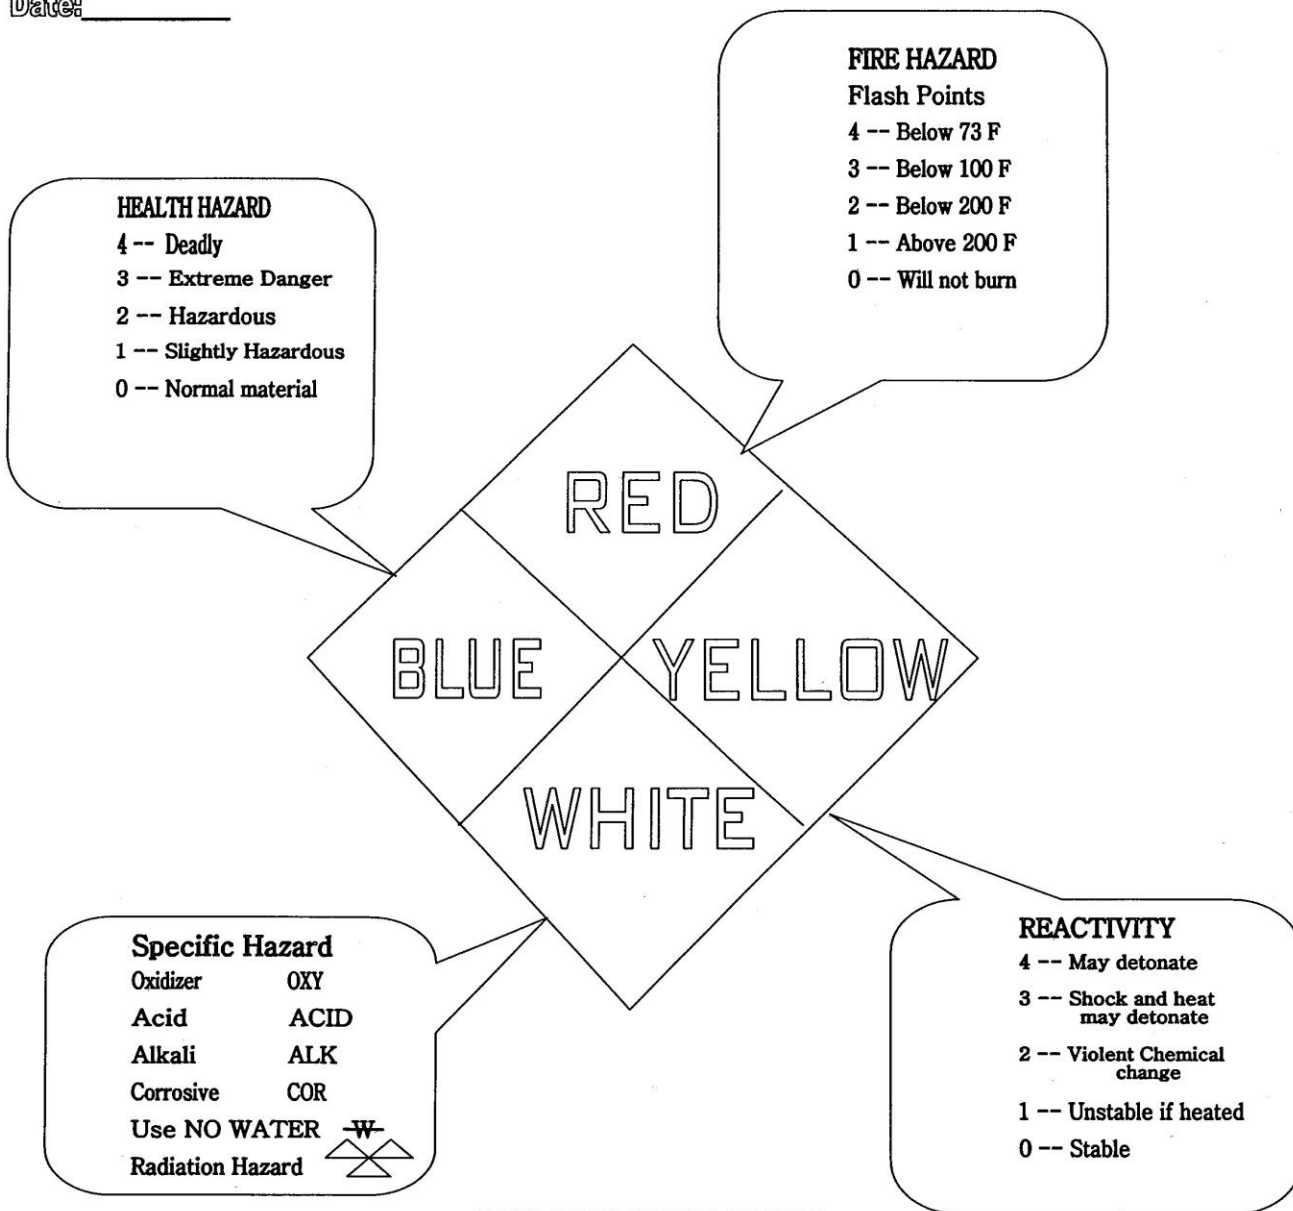 Date:
FIRE HAZARD
Flash Points
4 -- Below 73 F
3 -- Below 100 F
2 -- Below 200 F
1 -- Above 200 F
0 -- Will not burn
HEALTH HAZARD
4 -- Deadly
3 -- Extreme Danger
2 -- Hazardous
1 -- Slightly Hazardous
0 -- Normal material
RED
BLUE
YELLOW
WHITE
Specific Hazard
Oxidizer OXY
Acid ACID
Alkali ALK
Corrosive COR
Use NO WATER W
Radiation Hazard
REACTIVITY
4 -- May detonate
3 -- Shock and heat
may detonate
2 -- Violent Chemical
change
1 -- Unstable if heated
0 -- Stable